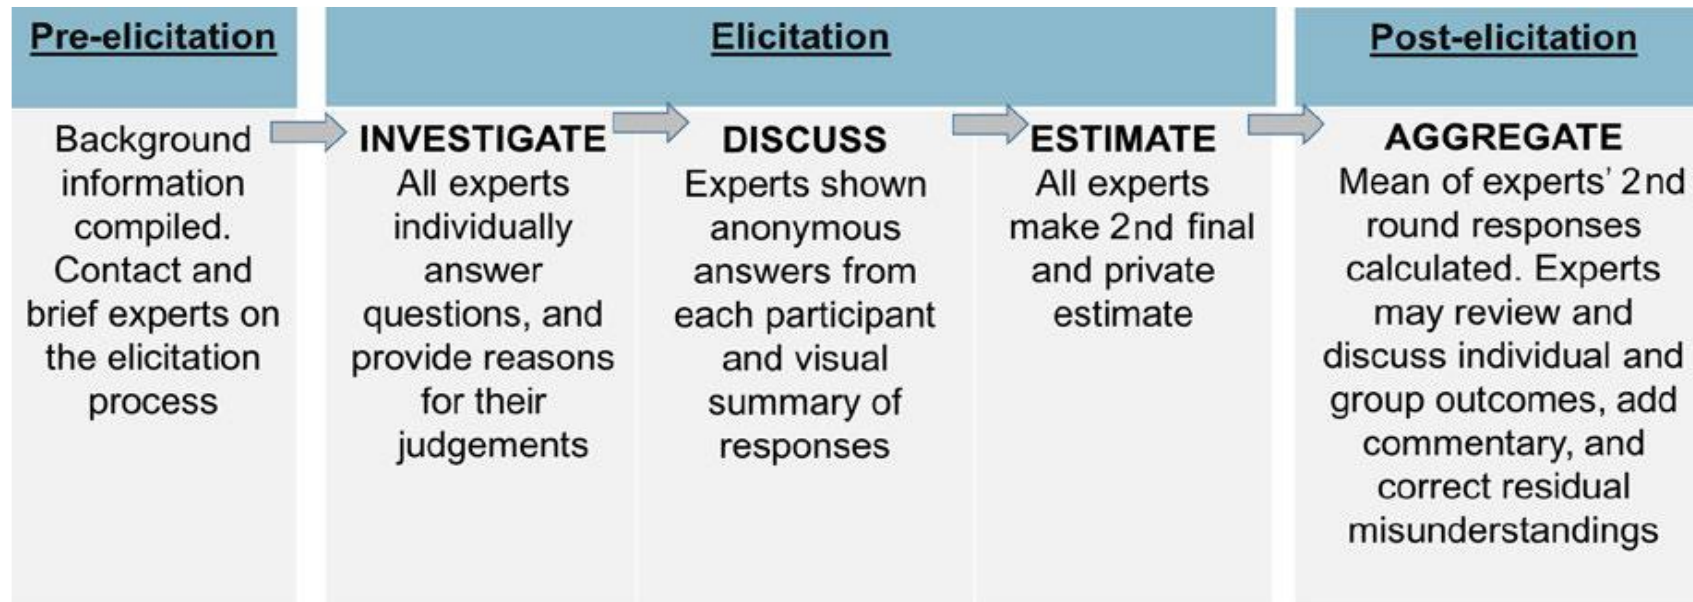 Pre-elicitation
Elicitation
Post-elicitation
Background
information
compiled.
Contact and
brief experts on
the elicitation
process
INVESTIGATE
All experts
individually
answer
questions, and
provide reasons
for their
judgements
DISCUSS
Experts shown
anonymous
answers from
each participant
and visual
summary of
responses
ESTIMATE
All experts
make 2nd final
and private
estimate
AGGREGATE
Mean of experts’ 2nd
round responses
calculated. Experts
may review and
discuss individual and
group outcomes, add
commentary, and
correct residual
misunderstandings